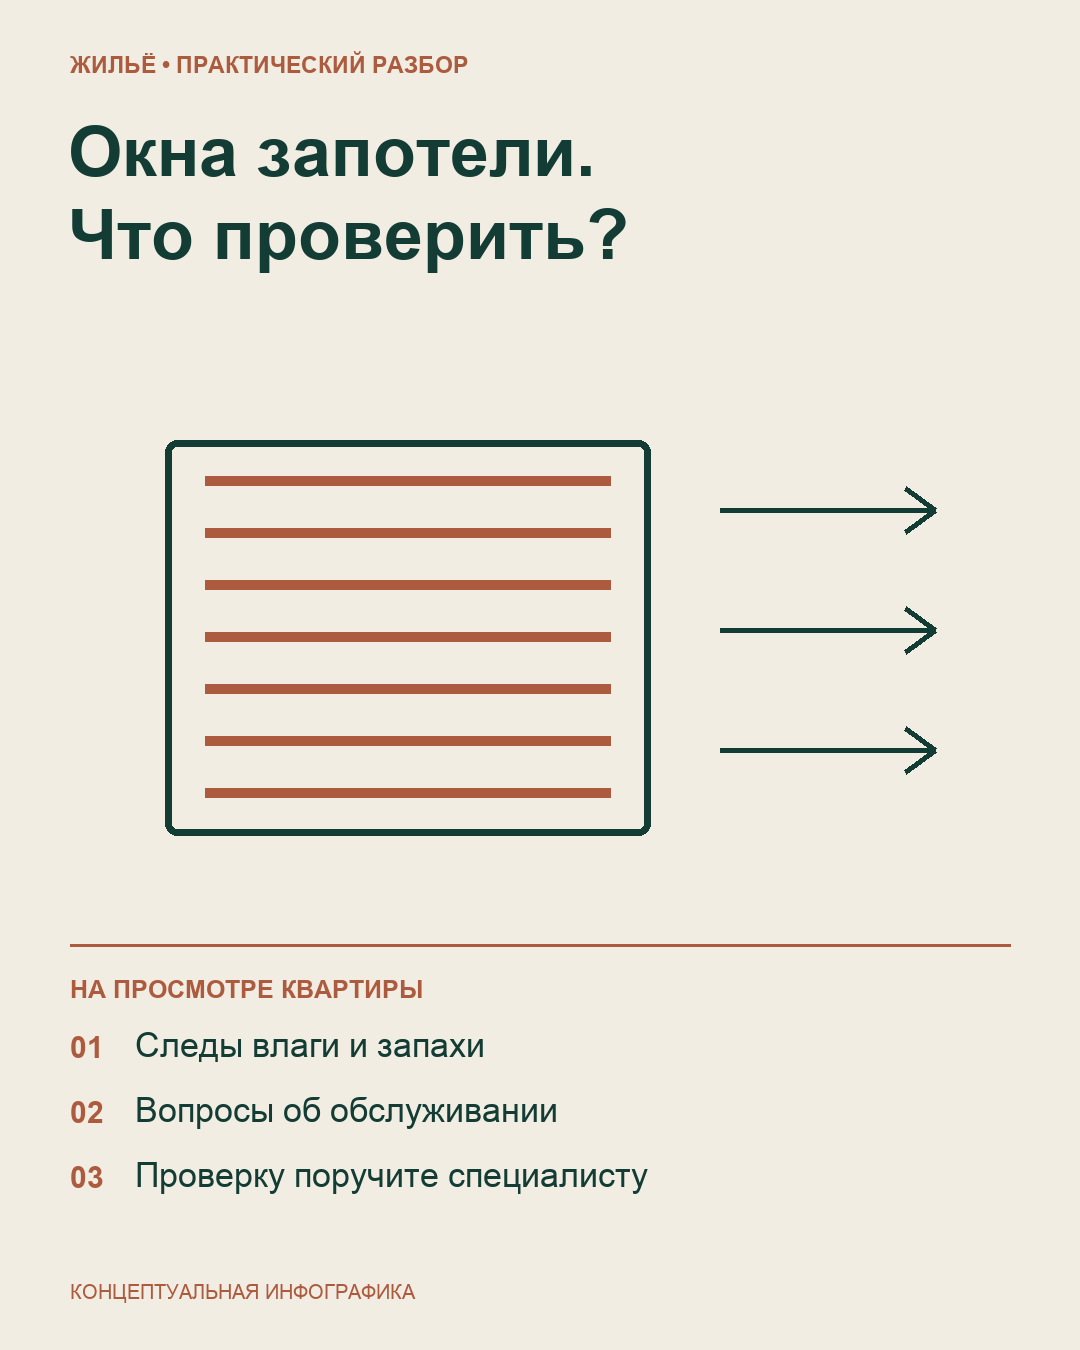 ЖИЛЬЁ • ПРАКТИЧЕСКИЙ РАЗБОР
Окна запотели.
Что проверить?
НА ПРОСМОТРЕ КВАРТИРЫ
01 Следы влаги и запахи
02 Вопросы об обслуживании
03 Проверку поручите специалисту
КОНЦЕПТУАЛЬНАЯ ИНФОГРАФИКА